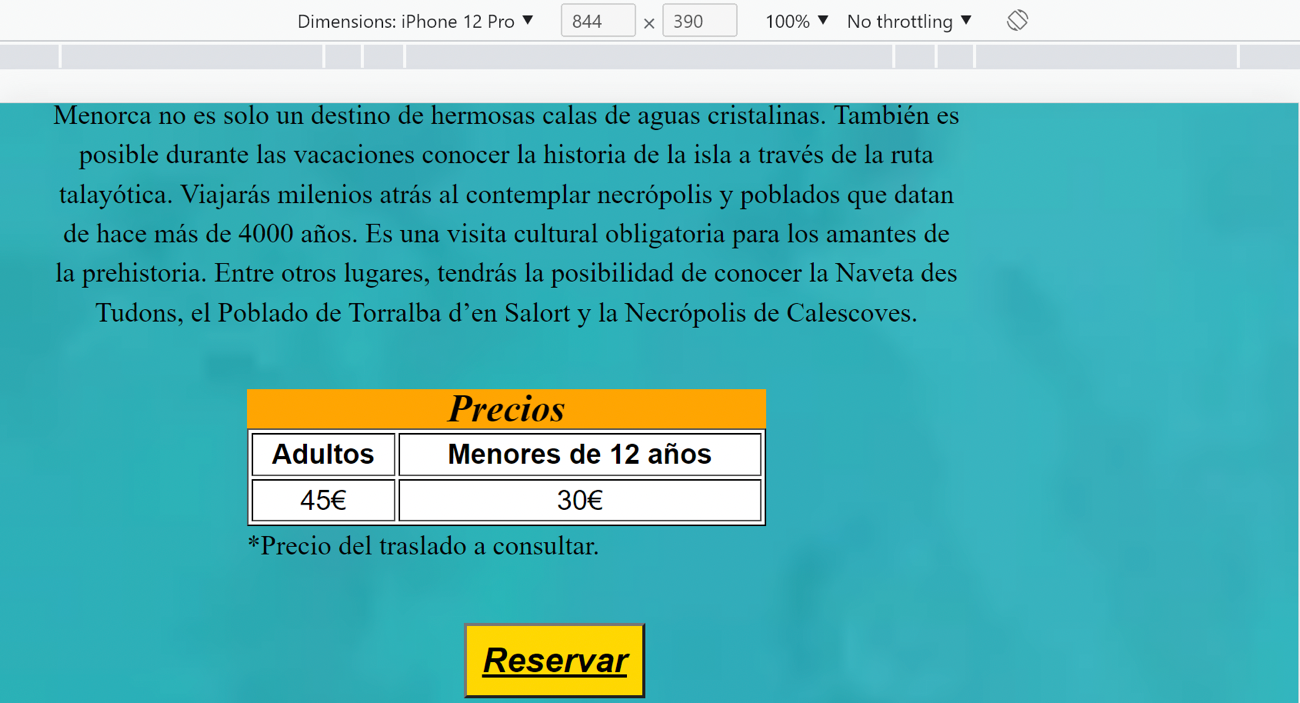 Dimensions: iPhone 12 Pro ▼ 844 × 390 100% ▼ No throttling ▼
Menorca no es solo un destino de hermosas calas de aguas cristalinas. También es
posible durante las vacaciones conocer la historia de la isla a través de la ruta
talayótica. Viajarás milenios atrás al contemplar necrópolis y poblados que datan
de hace más de 4000 años. Es una visita cultural obligatoria para los amantes de
la prehistoria. Entre otros lugares, tendrás la posibilidad de conocer la Naveta des
Tudons, el Poblado de Torralba d’en Salort y la Necrópolis de Calescoves.
Precios
Adultos Menores de 12 años
45€ 30€
*Precio del traslado a consultar.
Reservar